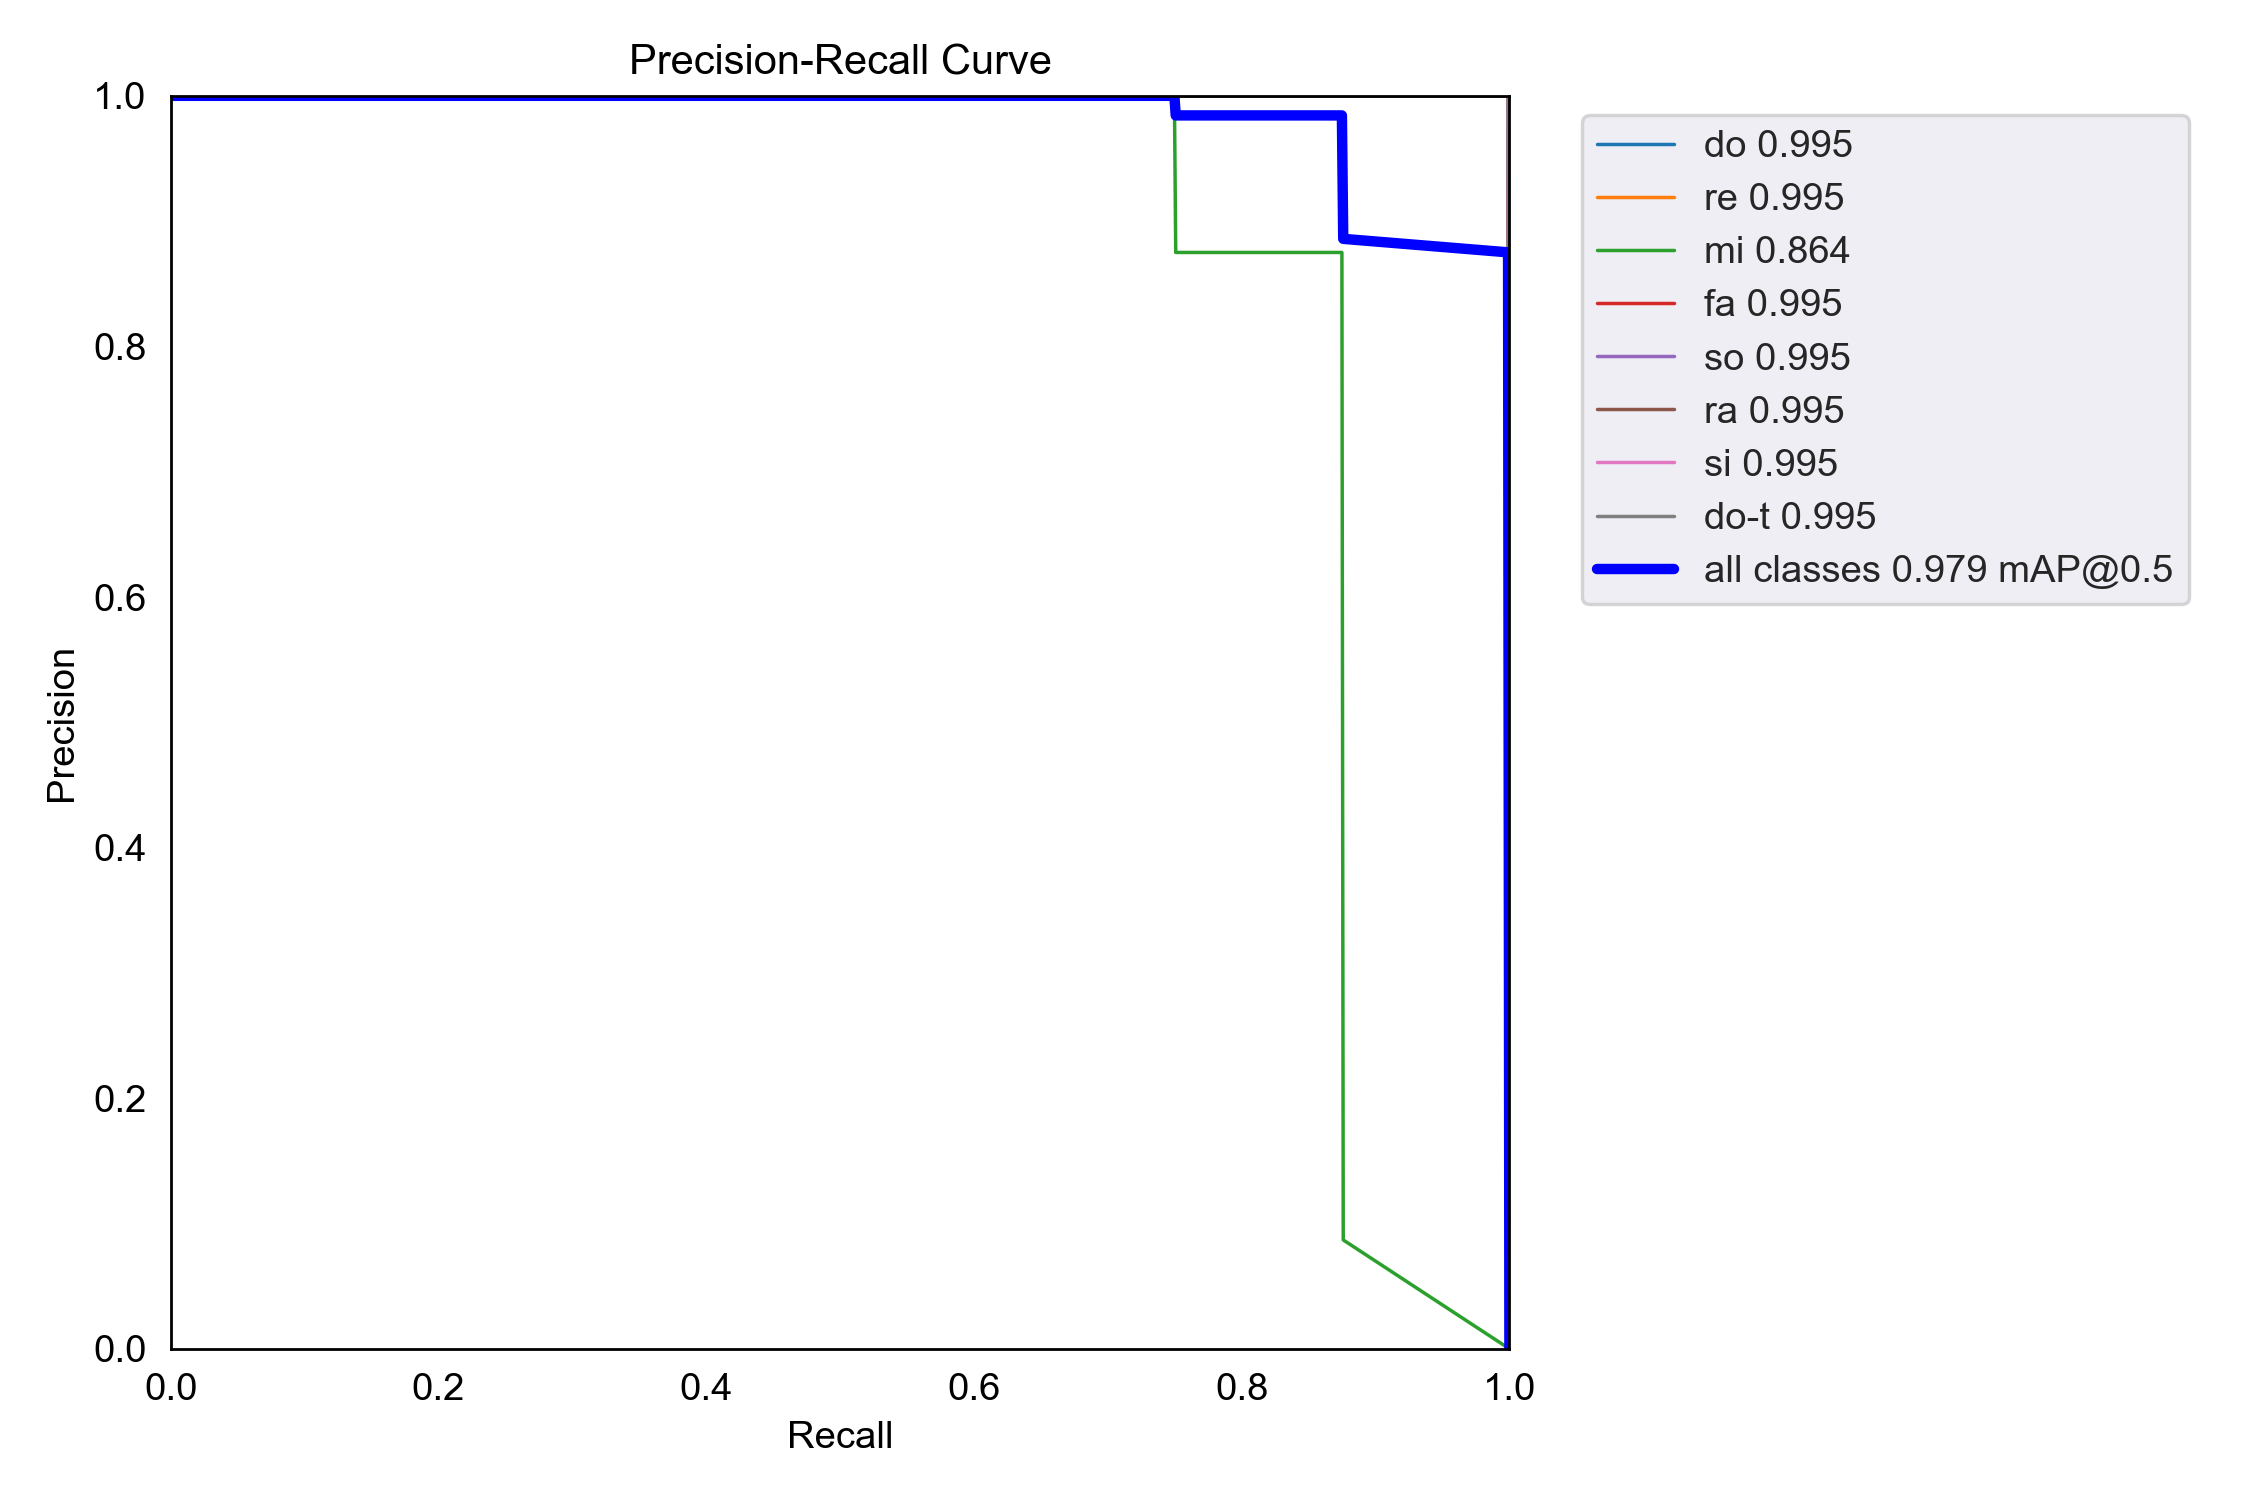 Precision-Recall Curve
1.0
0.8
0.6
0.4
0.2
0.0
Precision
0.0 0.2 0.4 0.6 0.8 1.0
Recall
do 0.995
re 0.995
mi 0.864
fa 0.995
so 0.995
ra 0.995
si 0.995
do-t 0.995
all classes 0.979 mAP@0.5